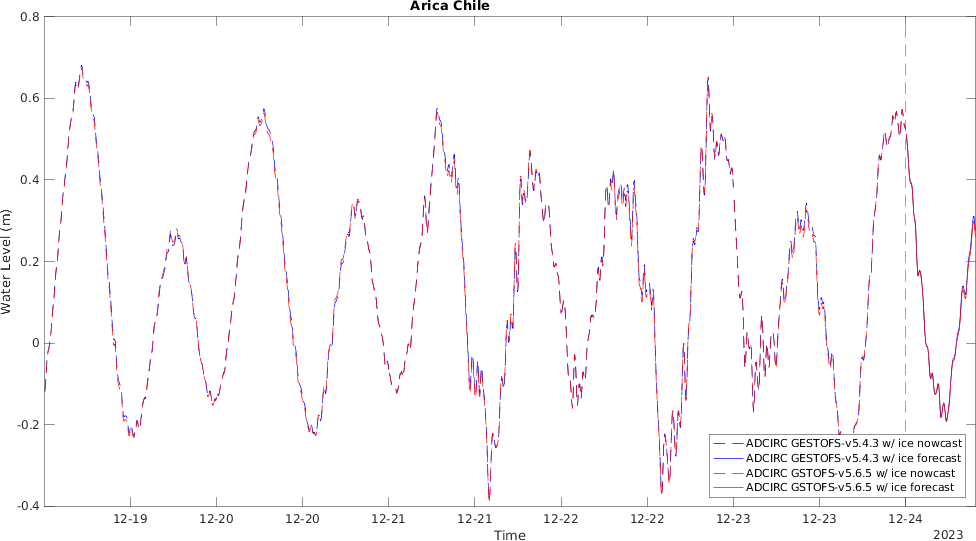 Arica Chile
0.8
0.6
0.4
0.2
0
-0.2
-0.4
Water Level (m)
ADCIRC GESTOFS-v5.4.3 w/ ice nowcast
ADCIRC GESTOFS-v5.4.3 w/ ice forecast
ADCIRC GSTOFS-v5.6.5 w/ ice nowcast
ADCIRC GSTOFS-v5.6.5 w/ ice forecast
12-19 12-20 12-20 12-21 12-21 12-22 12-22 12-23 12-23 12-24
Time
2023